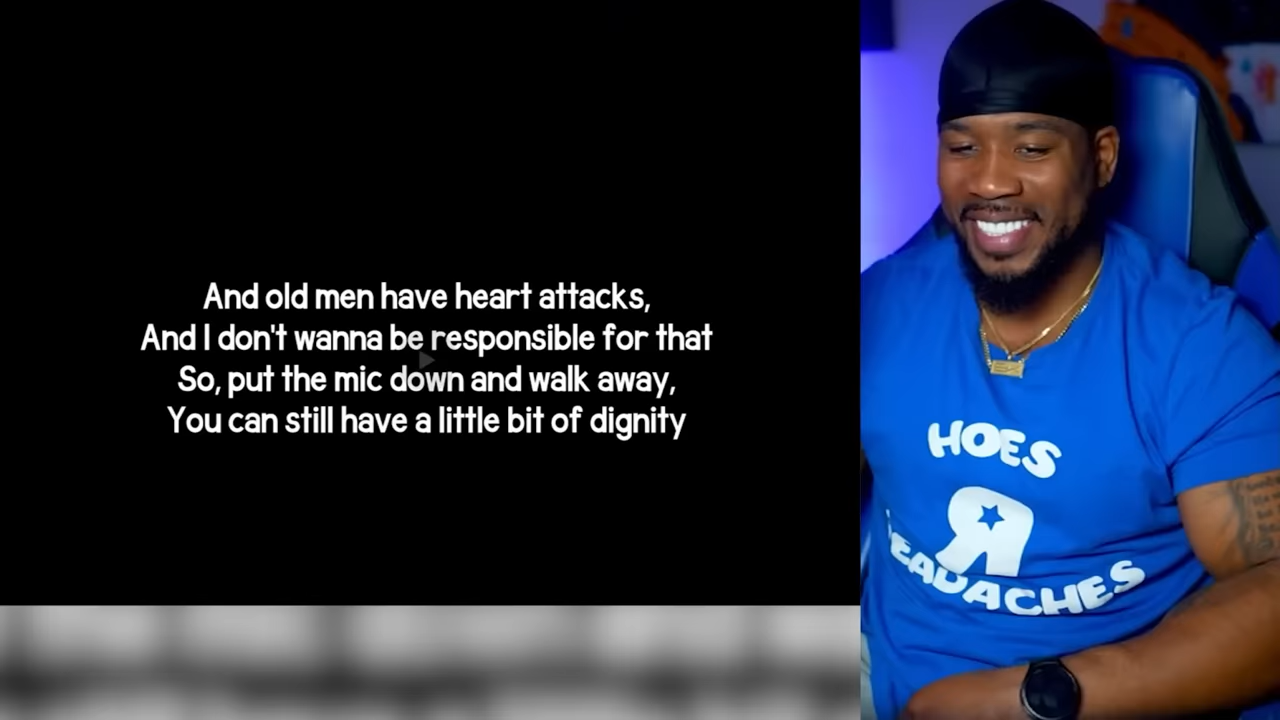 And old men have heart attacks,
And I don't wanna be responsible for that
So, put the mic down and walk away,
You can still have a little bit of dignity
HOES
R
HEADACHES